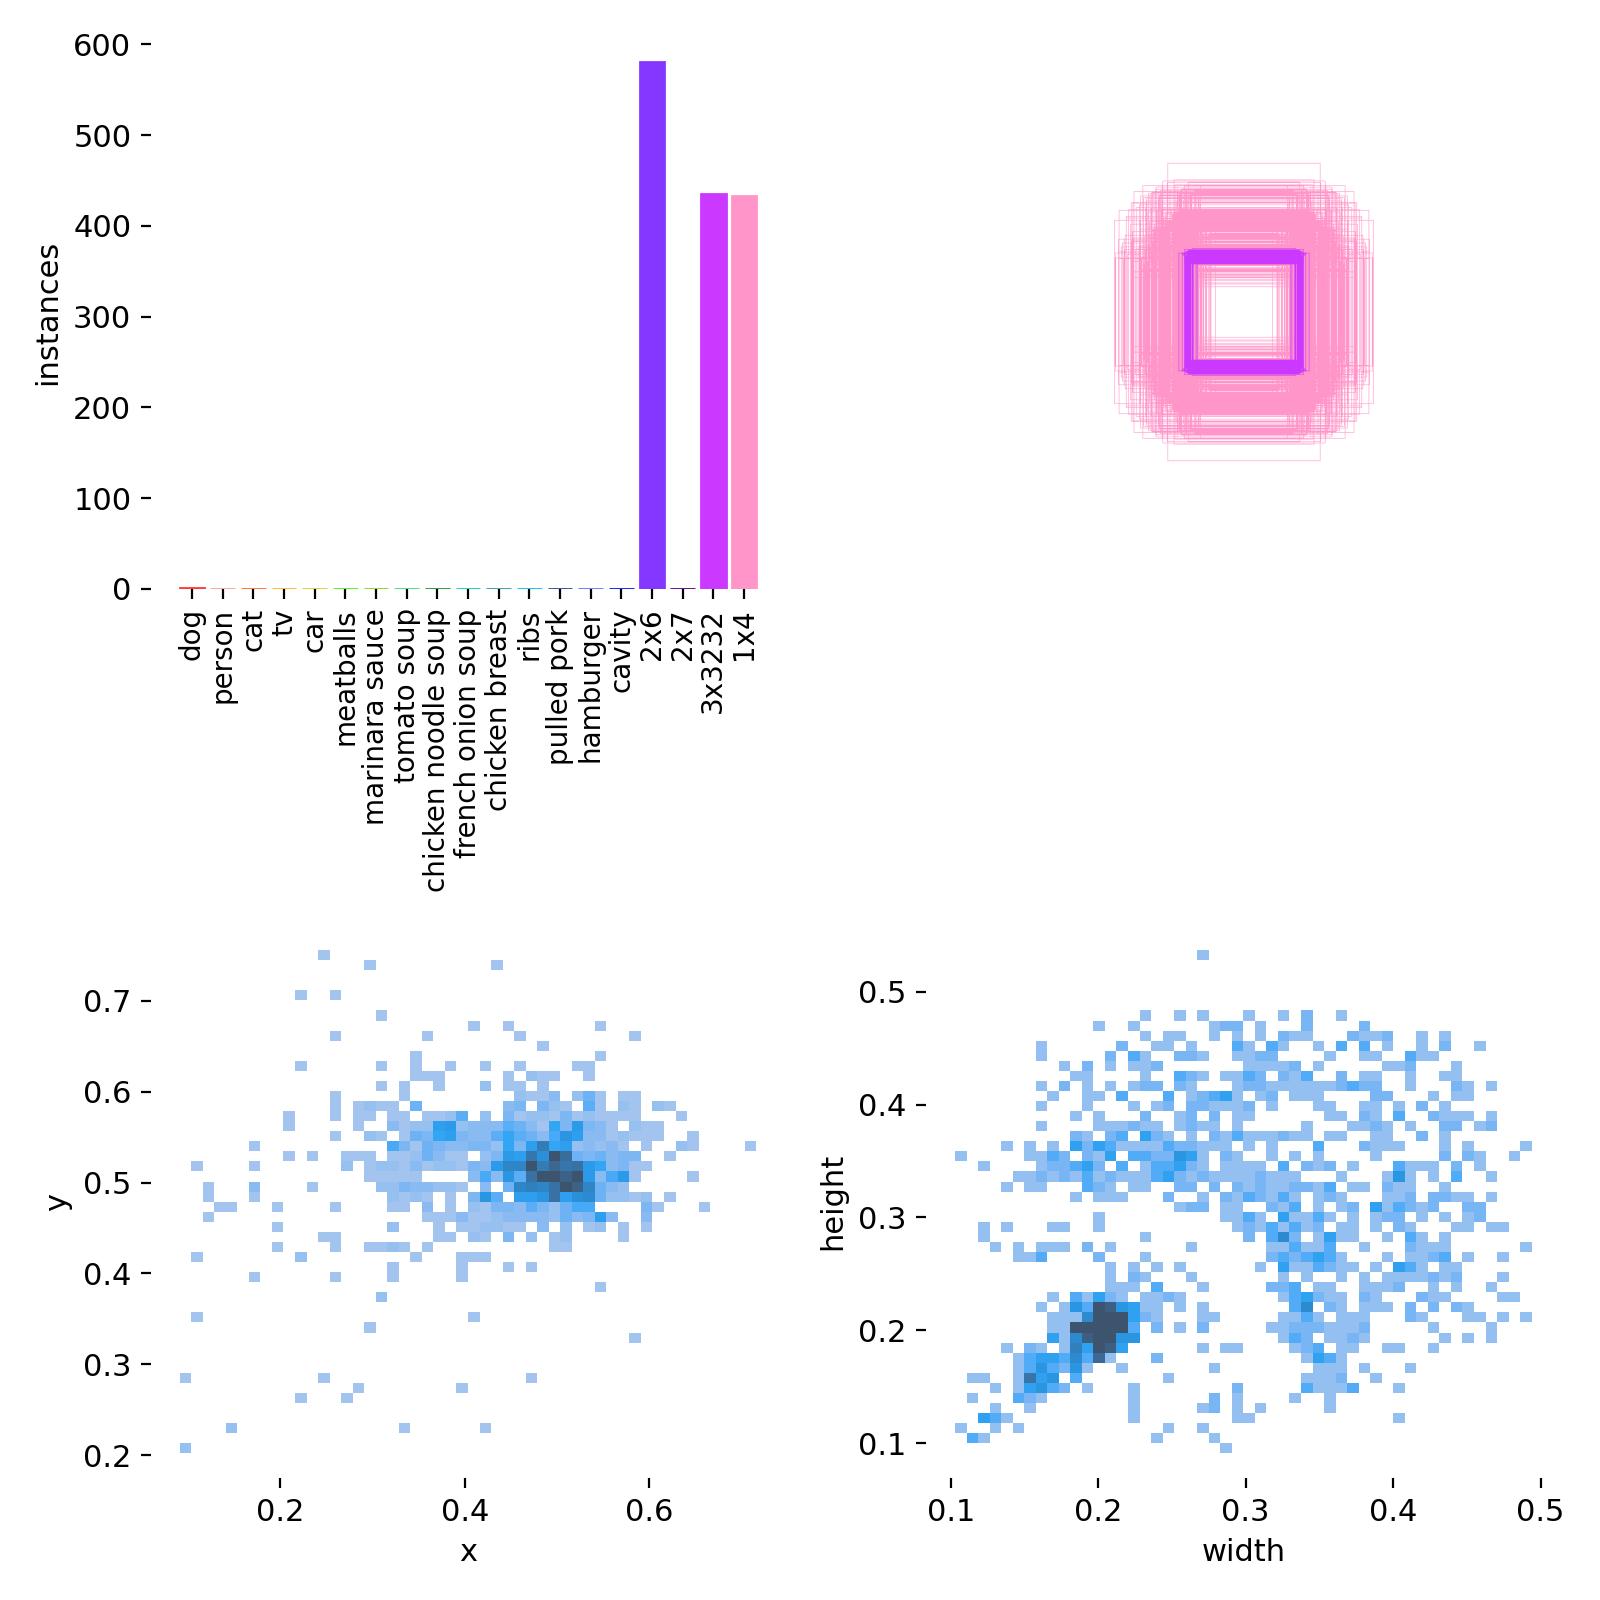 600
500
400
300
200
100
0
instances
dog
person
cat
tv
car
meatballs
marinara sauce
tomato soup
chicken noodle soup
french onion soup
chicken breast
ribs
pulled pork
hamburger
cavity
2x6
2x7
3x3232
1x4
0.7
0.6
0.5
0.4
0.3
0.2
y
0.2 0.4 0.6
x
0.5
0.4
0.3
0.2
0.1
height
0.1 0.2 0.3 0.4 0.5
width